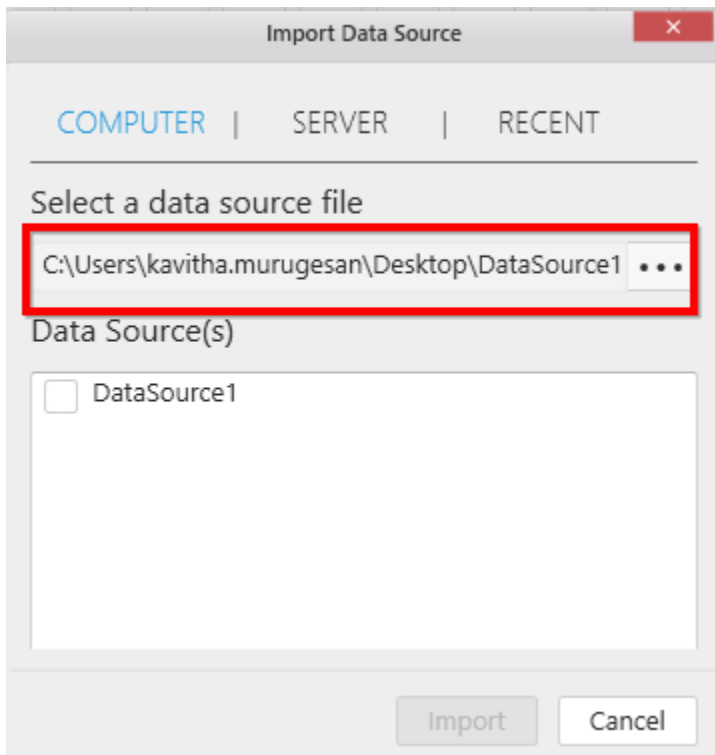 Import Data Source
COMPUTER | SERVER | RECENT
Select a data source file
C:\Users\kavitha.murugesan\Desktop\DataSource1 •••
Data Source(s)
DataSource1
Import Cancel